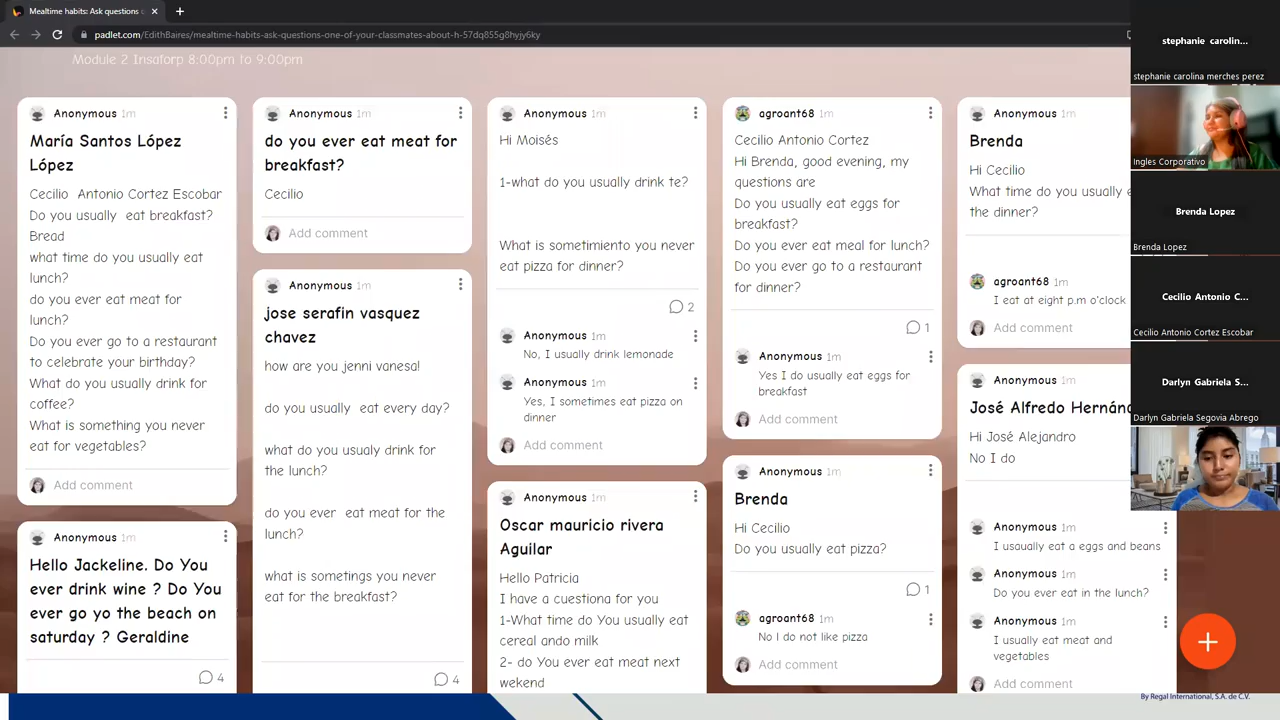 Mealtime habits: Ask questions
padlet.com/EdithBaires/mealtime-habits-ask-questions-one-of-your-classmates-about-h-57dq855g8hyjy6ky
Module 2 Insaforp 8:00pm to 9:00pm
Anonymous 1m
María Santos López
López
Cecilio Antonio Cortez Escobar
Do you usually eat breakfast?
Bread
what time do you usually eat
lunch?
do you ever eat meat for
lunch?
Do you ever go to a restaurant
to celebrate your birthday?
What do you usually drink for
coffee?
What is something you never
eat for vegetables?
Add comment
Anonymous 1m
Hello Jackeline. Do You
ever drink wine ? Do You
ever go yo the beach on
saturday ? Geraldine
4
Anonymous 1m
do you ever eat meat for
breakfast?
Cecilio
Add comment
Anonymous 1m
jose serafin vasquez
chavez
how are you jenni vanesa!
do you usually eat every day?
what do you usualy drink for
the lunch?
do you ever eat meat for the
lunch?
what is sometings you never
eat for the breakfast?
4
Anonymous 1m
Hi Moisés
1-what do you usually drink te?
What is sometimiento you never
eat pizza for dinner?
2
Anonymous 1m
No, I usually drink lemonade
Anonymous 1m
Yes, I sometimes eat pizza on
dinner
Add comment
Anonymous 1m
Oscar mauricio rivera
Aguilar
Hello Patricia
I have a cuestiona for you
1-What time do You usually eat
cereal ando milk
2- do You ever eat meat next
wekend
agroant68 1m
Cecilio Antonio Cortez
Hi Brenda, good evening, my
questions are
Do you usually eat eggs for
breakfast?
Do you ever eat meal for lunch?
Do you ever go to a restaurant
for dinner?
1
Anonymous 1m
Yes I do usually eat eggs for
breakfast
Add comment
Anonymous 1m
Brenda
Hi Cecilio
Do you usually eat pizza?
1
agroant68 1m
No I do not like pizza
Add comment
Anonymous
Brenda
Hi Cecilio
What time do you usually
the dinner?
agroant68 1m
I eat at eight p.m o'clock
Add comment
Anonymous 1m
José Alfredo
Hi José Alejandro
No I do
Anonymous 1m
I usaually eat a eggs and beans
Anonymous 1m
Do you ever eat in the lunch?
Anonymous 1m
I usually eat meat and
vegetables
Add comment
stephanie carolin...
stephanie carolina merches perez
Ingles Corporativo
Brenda Lopez
Brenda Lopez
Cecilio Antonio C...
Cecilio Antonio Cortez Escobar
Darlyn Gabriela S...
Darlyn Gabriela Segovia Abrego
By Regal International, S.A. de C.V.